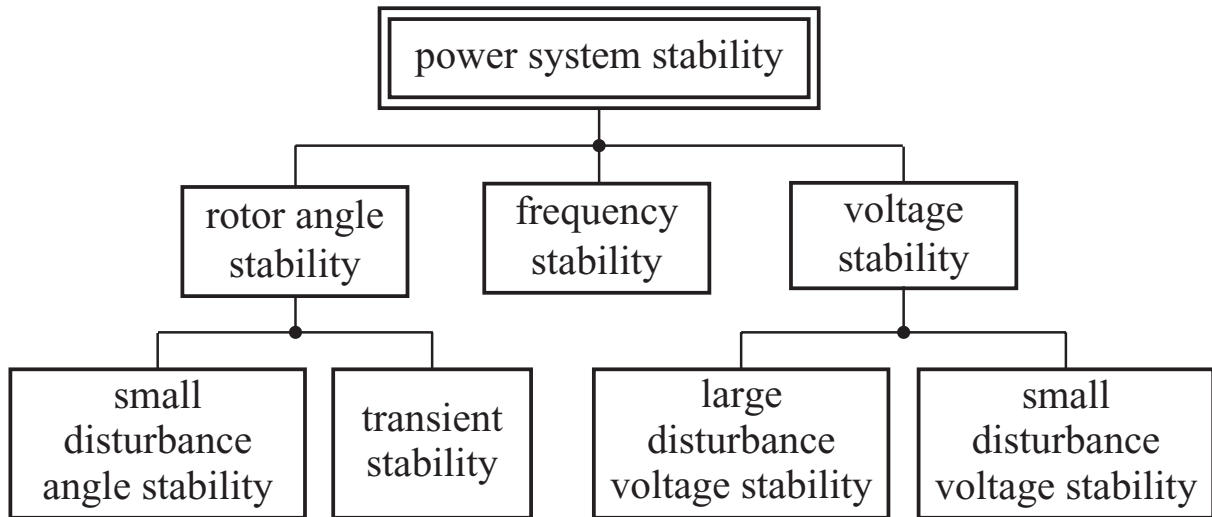 power system stability
rotor angle
stability
frequency
stability
voltage
stability
small
disturbance
angle stability
transient
stability
large
disturbance
voltage stability
small
disturbance
voltage stability